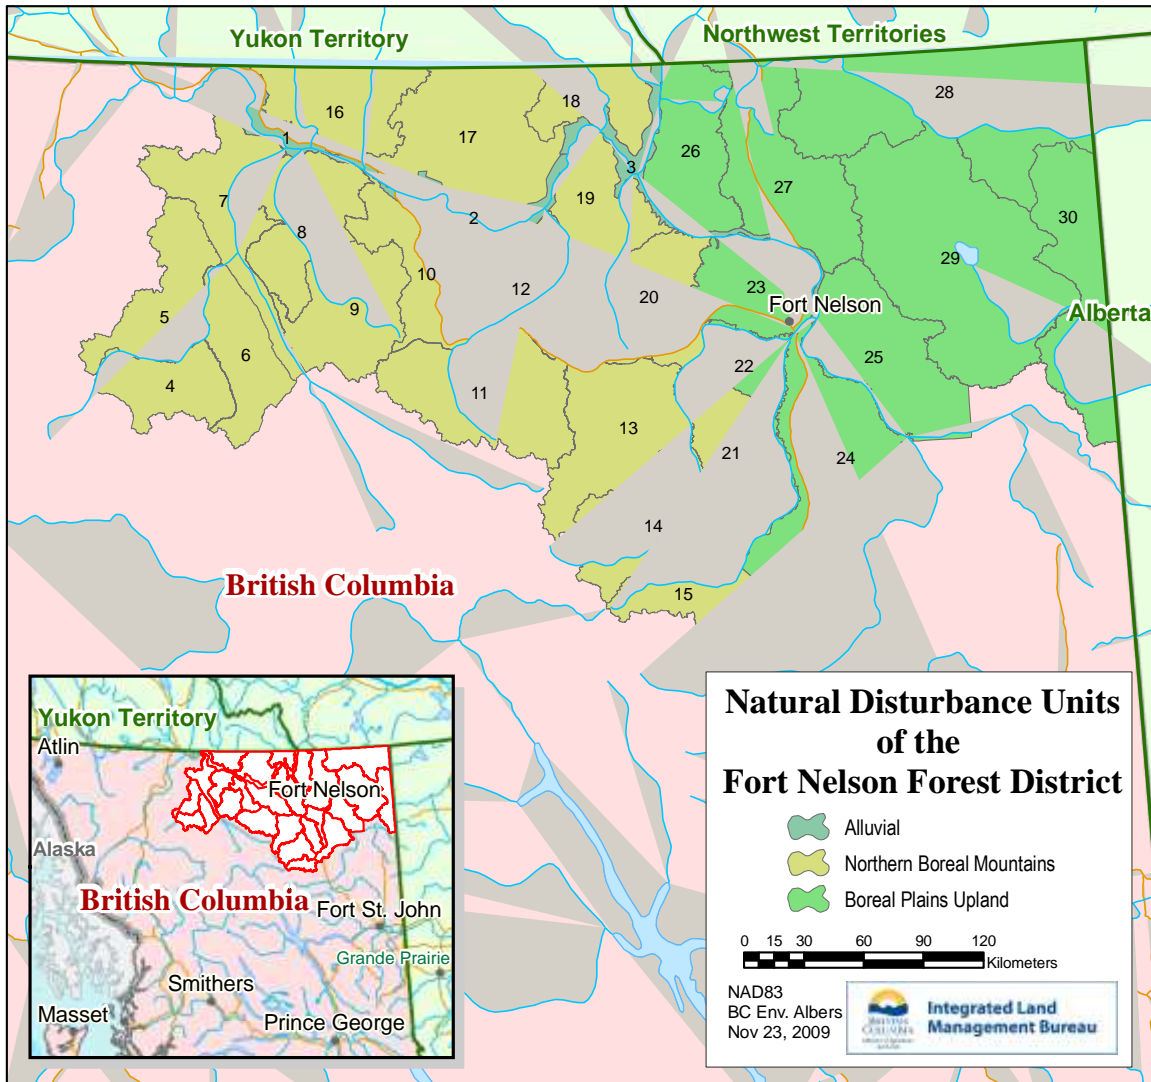 Yukon Territory
Northwest Territories
28
18
16
17
1
26
3
27
7
19
30
2
8
29
10
12
23
20
9
Fort Nelson
Alberta
5
6
22
25
4
11
13
21
24
14
British Columbia
15
Yukon Territory
Atlin
Fort Nelson
Alaska
British Columbia
Fort St. John
Grande Prairie
Smithers
Masset
Prince George
Natural Disturbance Units
of the
Fort Nelson Forest District
Alluvial
Northern Boreal Mountains
Boreal Plains Upland
0 15 30 60 90 120
Kilometers
NAD83
BC Env. Albers
Nov 23, 2009
BRITISH
COLUMBIA
Integrated Land
Management Bureau